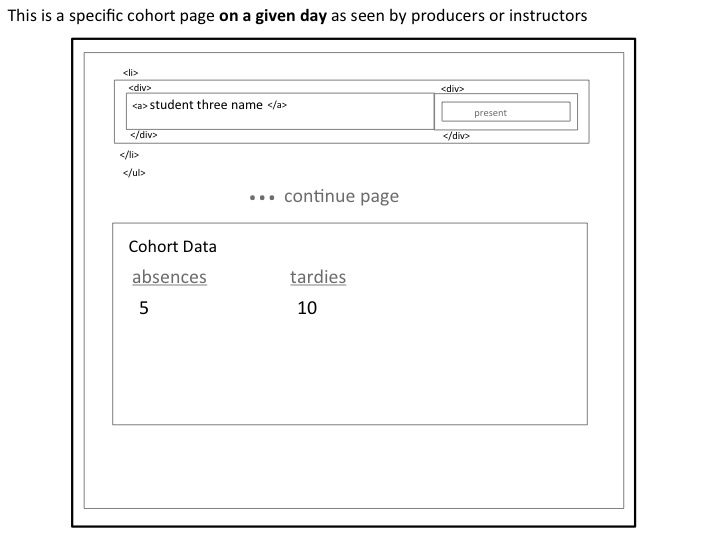 This is a specific cohort page on a given day as seen by producers or instructors
<li>
<div> <div>
<a> student three name </a> present
</div> </div>
</li>
</ul>
••• continue page
Cohort Data
absences tardies
5 10